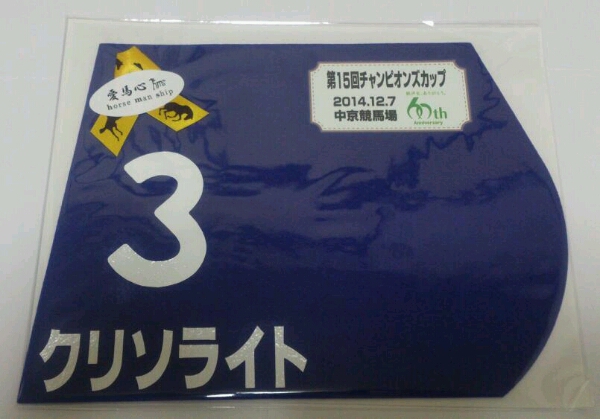 愛馬心
horse man ship
第15回チャンピオンズカップ
2014.12.7
中京競馬場
60th
Anniversary
3
クリソライト